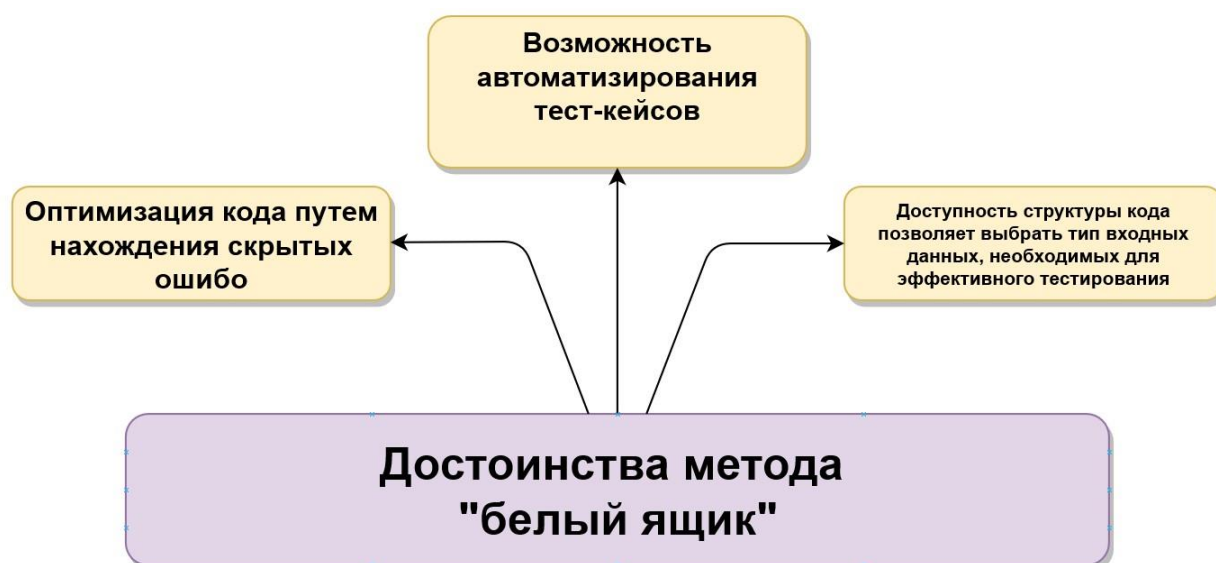 Возможность
автоматизирования
тест-кейсов
Оптимизация кода путем
нахождения скрытых
ошибо
Доступность структуры кода
позволяет выбрать тип входных
данных, необходимых для
эффективного тестирования
Достоинства метода
"белый ящик"